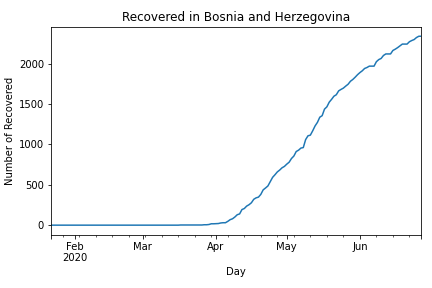 Recovered in Bosnia and Herzegovina
Number of Recovered
2000
1500
1000
500
0
Feb
2020
Mar
Apr
May
Jun
Day